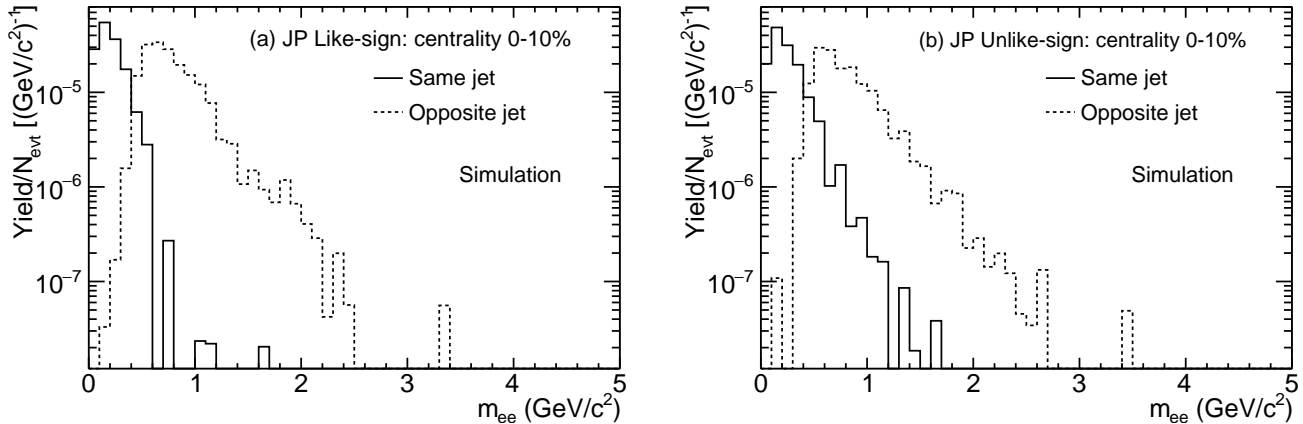 (a) JP Like-sign: centrality 0-10%
Same jet
Opposite jet
Simulation
Yield/N_evt [(GeV/c²)⁻¹]
10⁻⁵
10⁻⁶
10⁻⁷
0 1 2 3 4 5
m_ee (GeV/c²)
(b) JP Unlike-sign: centrality 0-10%
Same jet
Opposite jet
Simulation
Yield/N_evt [(GeV/c²)⁻¹]
10⁻⁵
10⁻⁶
10⁻⁷
0 1 2 3 4 5
m_ee (GeV/c²)